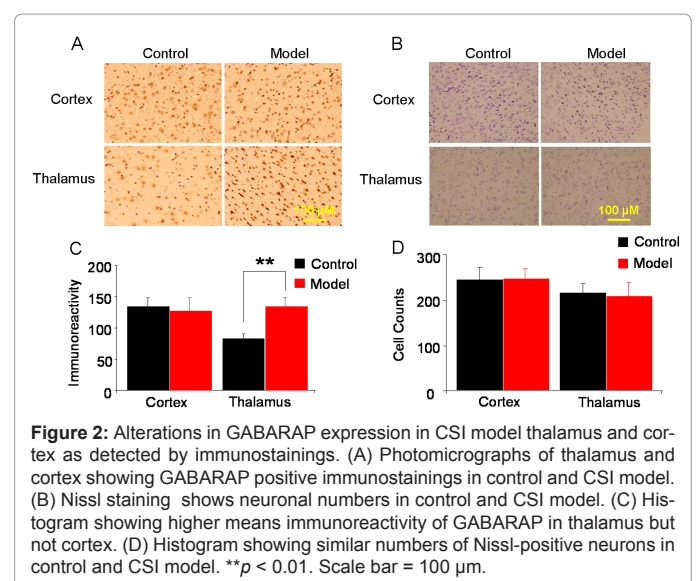 A
Control
Model
Cortex
Thalamus
100 µM
B
Control
Model
Cortex
Thalamus
100 µM
C
Control
Model
**
200
150
100
50
0
Immunoreactivity
Cortex
Thalamus
D
Control
Model
300
200
100
0
Cell Counts
Cortex
Thalamus
Figure 2: Alterations in GABARAP expression in CSI model thalamus and cor-
tex as detected by immunostainings. (A) Photomicrographs of thalamus and
cortex showing GABARAP positive immunostainings in control and CSI model.
(B) Nissl staining shows neuronal numbers in control and CSI model. (C) His-
togram showing higher means immunoreactivity of GABARAP in thalamus but
not cortex. (D) Histogram showing similar numbers of Nissl-positive neurons in
control and CSI model. **p < 0.01. Scale bar = 100 µm.